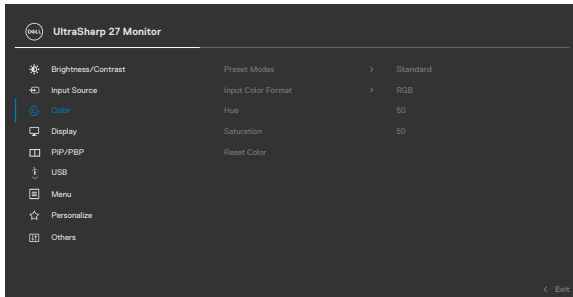 DELL UltraSharp 27 Monitor
Brightness/Contrast Preset Modes > Standard
Input Source Input Color Format > RGB
Color Hue 50
Display Saturation 50
PIP/PBP Reset Color
USB
Menu
Personalize
Others
< Exit